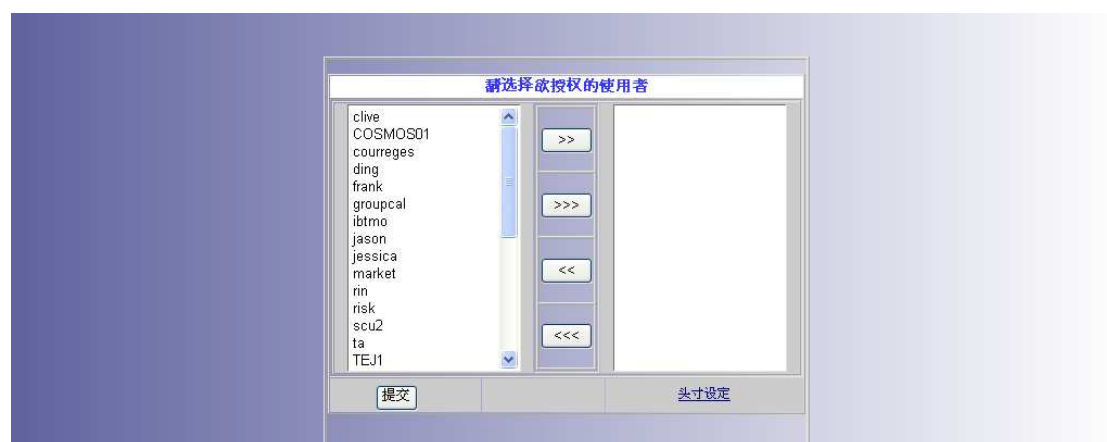 请选择欲授权的使用者
clive
COSMOS01
courreges
ding
frank
groupcal
ibtmo
jason
jessica
market
rin
risk
scu2
ta
TEJ1
>>
>>>
<<
<<<
提交
头寸设定